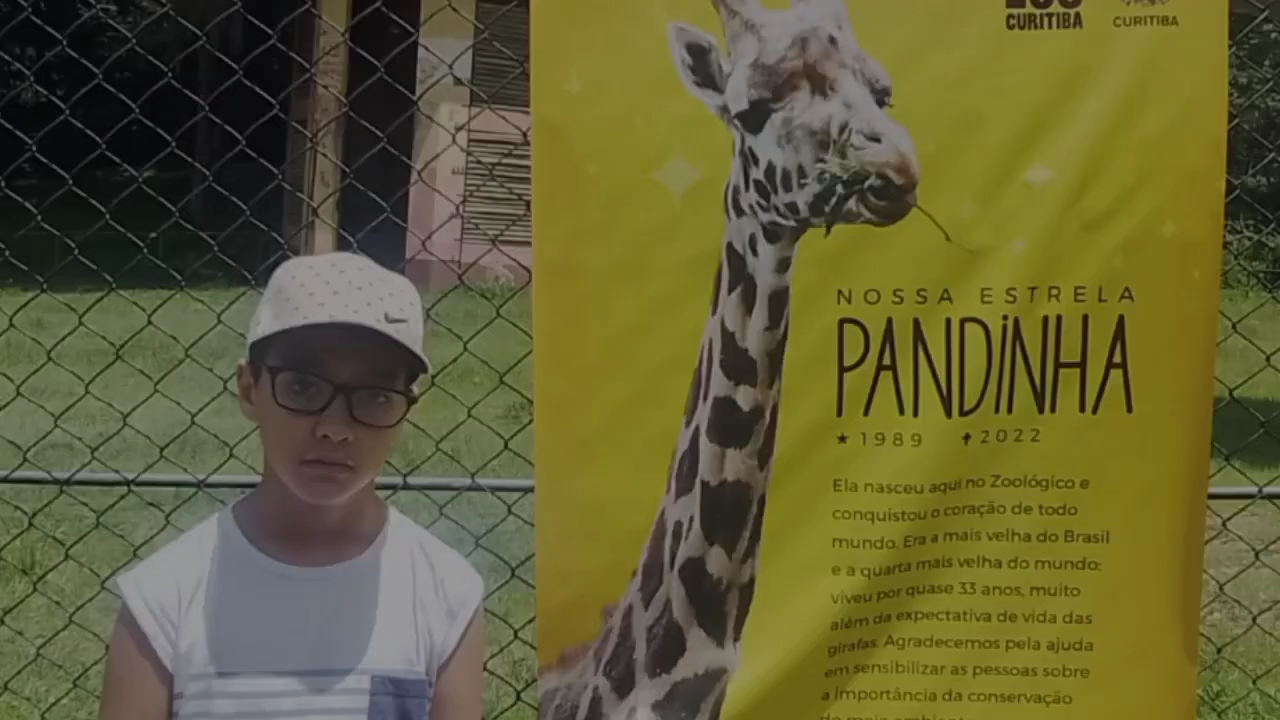 CURITIBA
CURITIBA
NOSSA ESTRELA
PANDINHA
★ 1989 ✝ 2022
Ela nasceu aqui no Zoológico e
conquistou o coração de todo
mundo. Era a mais velha do Brasil
e a quarta mais velha do mundo:
viveu por quase 33 anos, muito
além da expectativa de vida das
girafas. Agradecemos pela ajuda
em sensibilizar as pessoas sobre
a importância da conservação